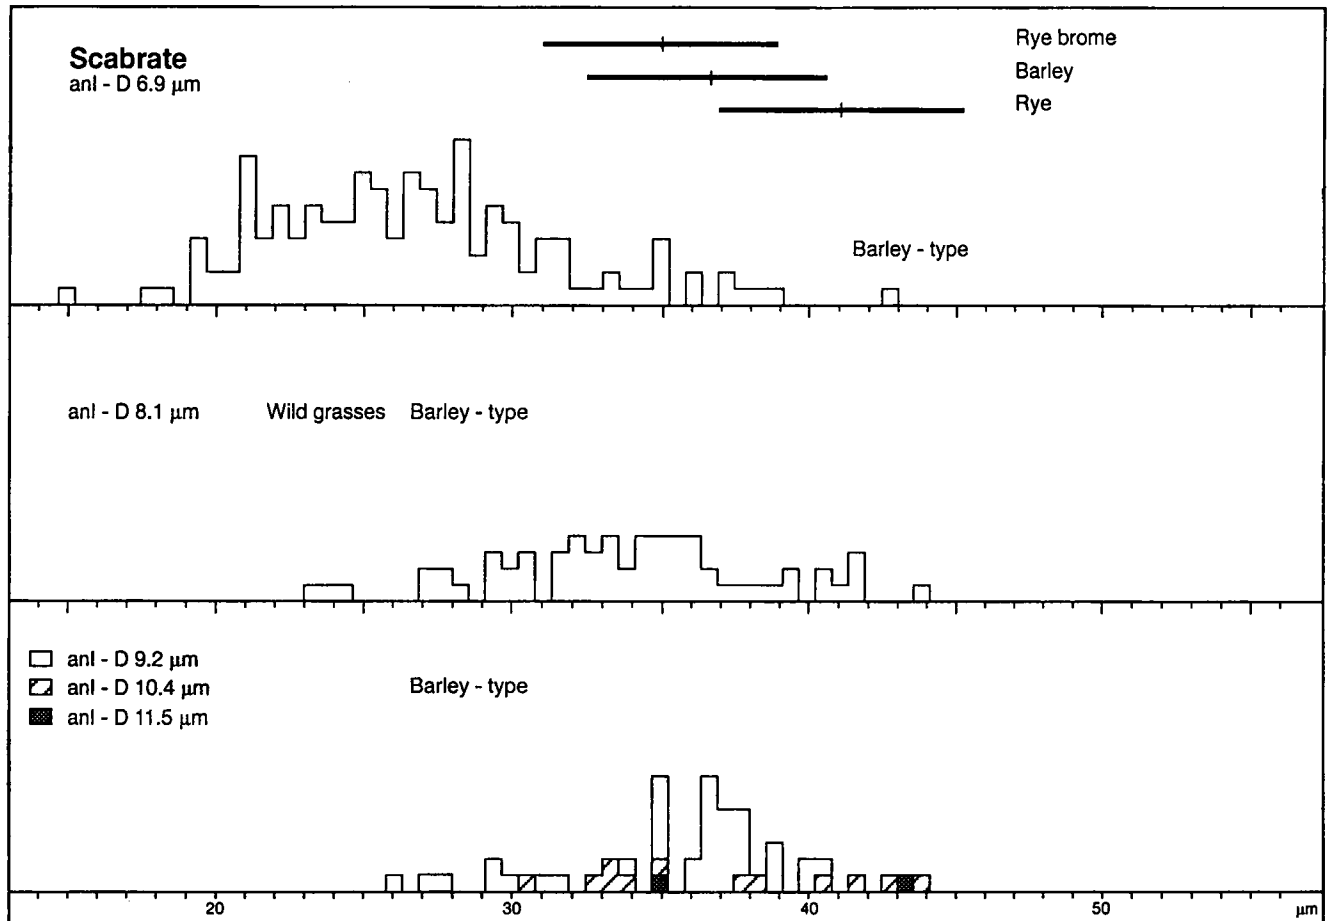 Scabrate
anl - D 6.9 μm
Rye brome
Barley
Rye
Barley - type
anl - D 8.1 μm Wild grasses Barley - type
anl - D 9.2 μm
anl - D 10.4 μm
anl - D 11.5 μm
Barley - type
20 30 40 50 μm